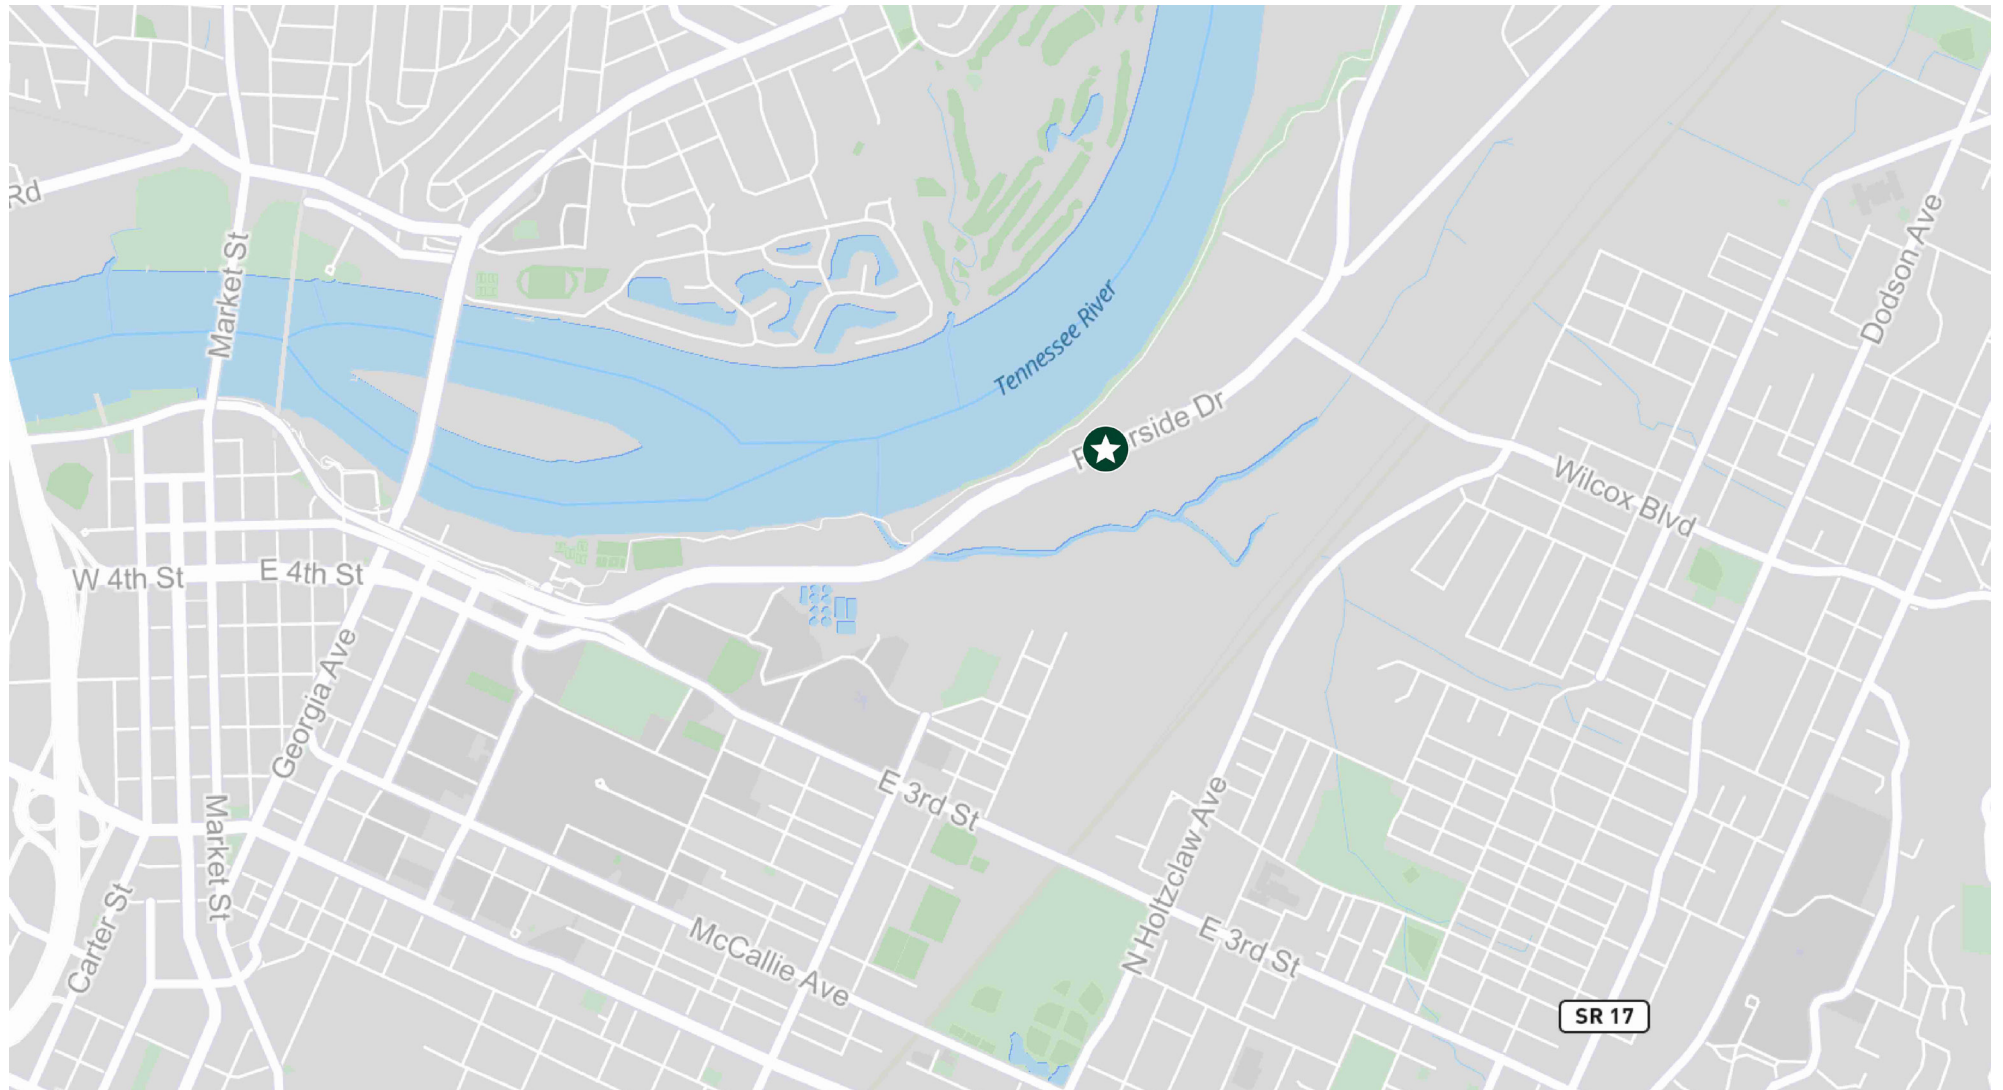 Rd
Market St
Dodson Ave
Tennessee River
rside Dr
Wilcox Blvd
W 4th St
E 4th St
Georgia Ave
E 3rd St
Market St
N Holtzclaw Ave
Carter St
McCallie Ave
E 3rd St
SR 17